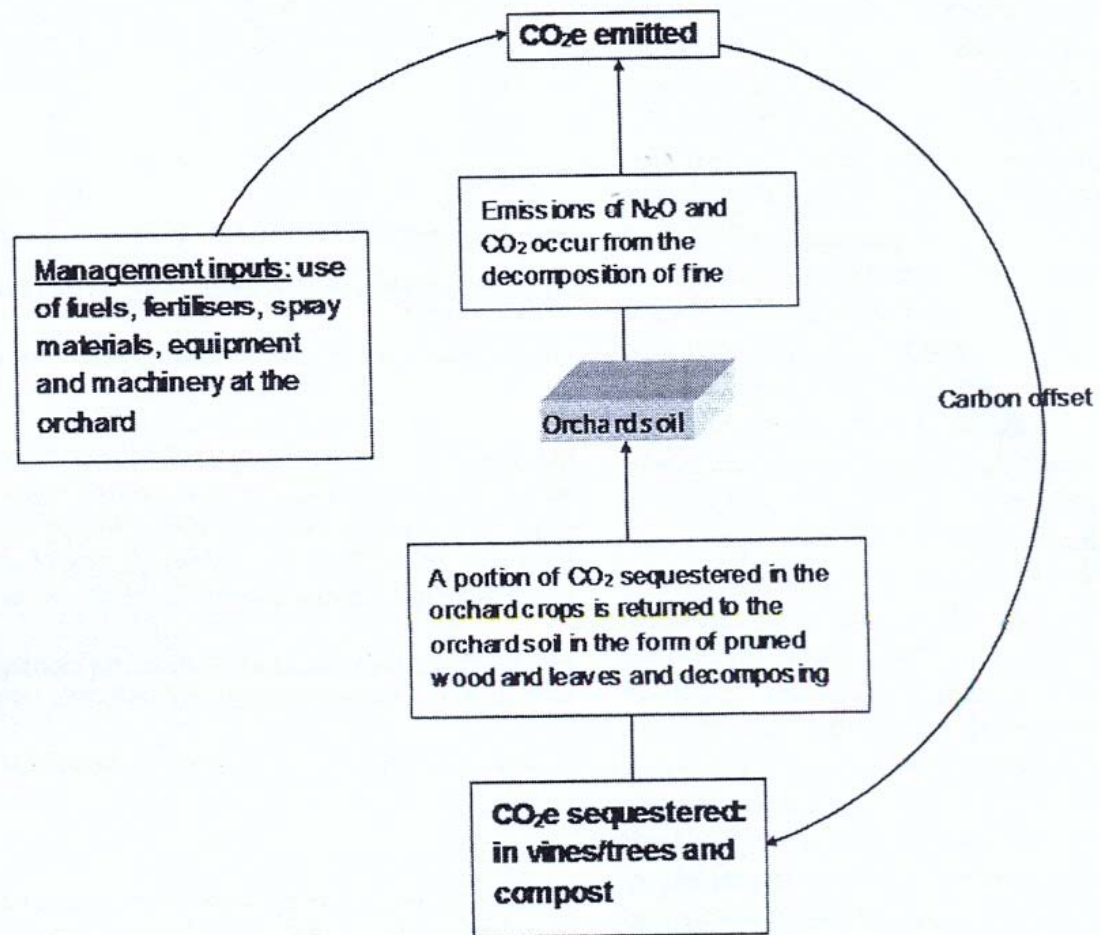 CO₂e emitted
Emissions of N₂O and
CO₂ occur from the
decomposition of fine
Management inputs: use
of fuels, fertilisers, spray
materials, equipment
and machinery at the
orchard
Carbon offset
Orchard soil
A portion of CO₂ sequestered in the
orchard crops is returned to the
orchard soil in the form of pruned
wood and leaves and decomposing
CO₂e sequestered:
in vines/trees and
compost